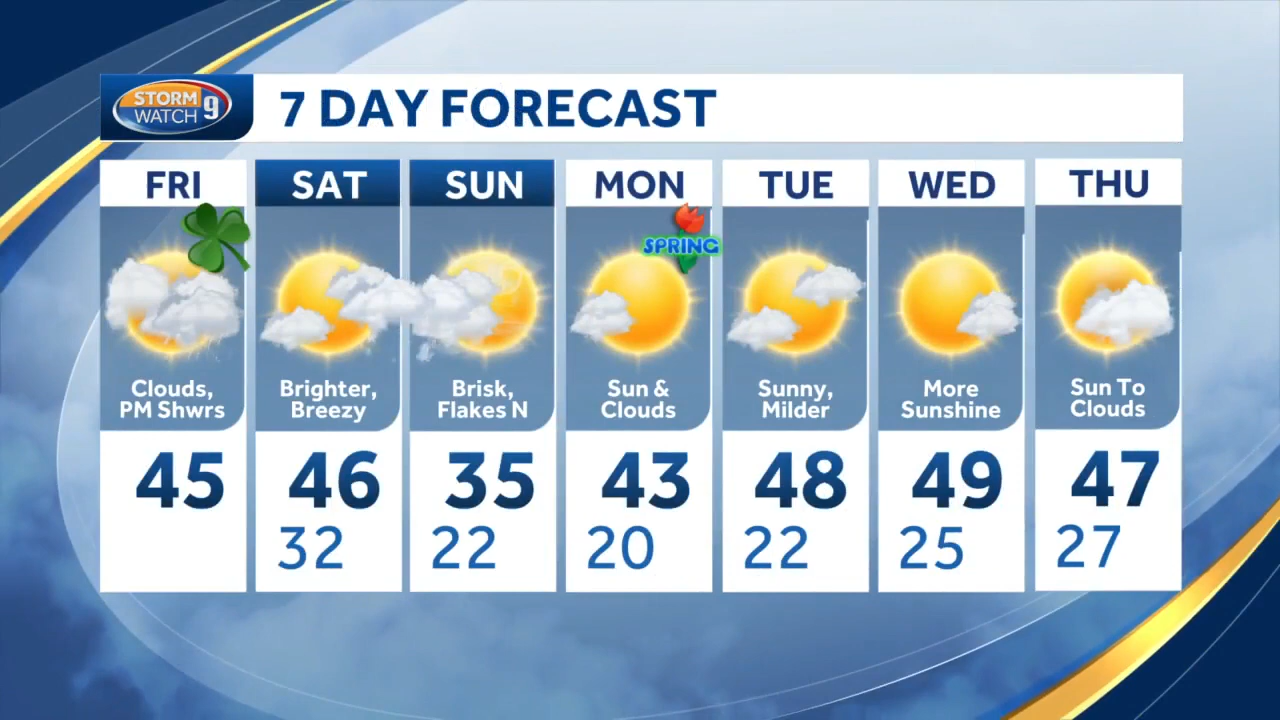 STORM
WATCH 9
7 DAY FORECAST
FRI
Clouds,
PM Shwrs
45
SAT
Brighter,
Breezy
46
32
SUN
Brisk,
Flakes N
35
22
MON
SPRING
Sun &
Clouds
43
20
TUE
Sunny,
Milder
48
22
WED
More
Sunshine
49
25
THU
Sun To
Clouds
47
27